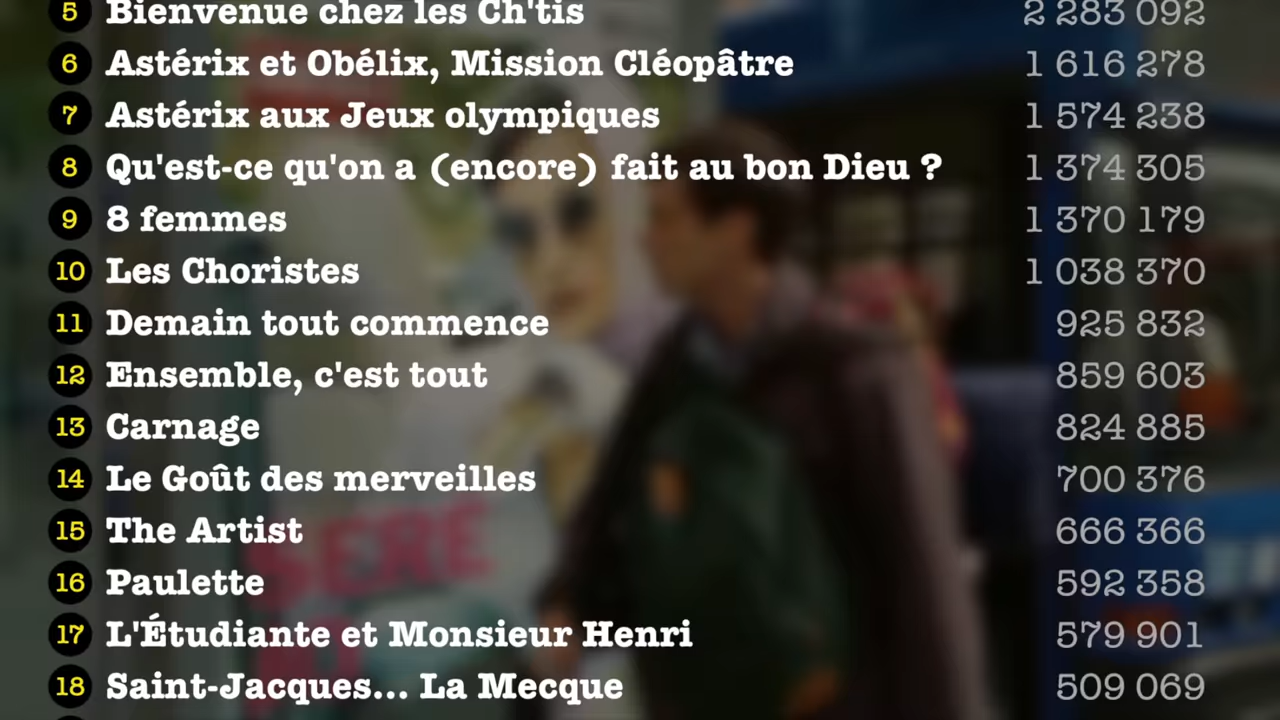 5 Bienvenue chez les Ch'tis 2 283 092
6 Astérix et Obélix, Mission Cléopâtre 1 616 278
7 Astérix aux Jeux olympiques 1 574 238
8 Qu'est-ce qu'on a (encore) fait au bon Dieu ? 1 374 305
9 8 femmes 1 370 179
10 Les Choristes 1 038 370
11 Demain tout commence 925 832
12 Ensemble, c'est tout 859 603
13 Carnage 824 885
14 Le Goût des merveilles 700 376
15 The Artist 666 366
16 Paulette 592 358
17 L'Étudiante et Monsieur Henri 579 901
18 Saint-Jacques... La Mecque 509 069